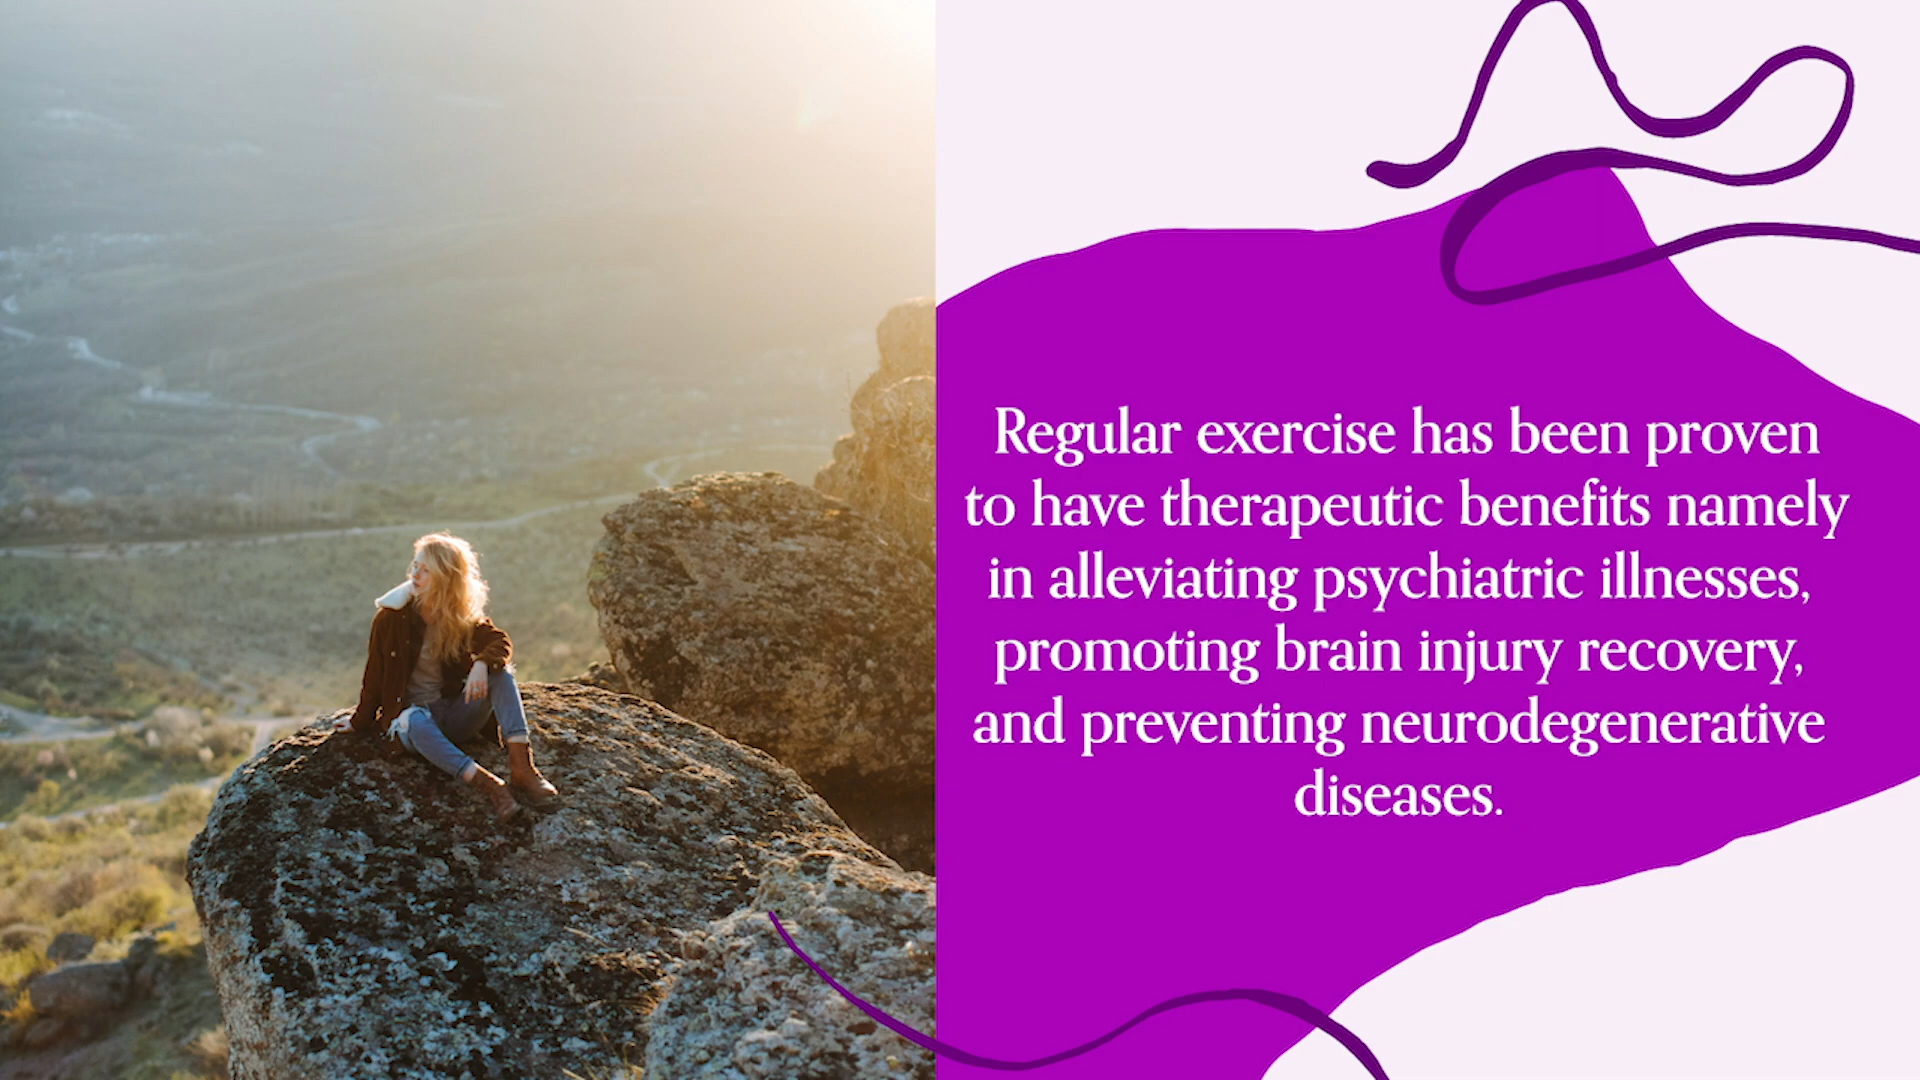 Regular exercise has been proven
to have therapeutic benefits namely
in alleviating psychiatric illnesses,
promoting brain injury recovery,
and preventing neurodegenerative
diseases.